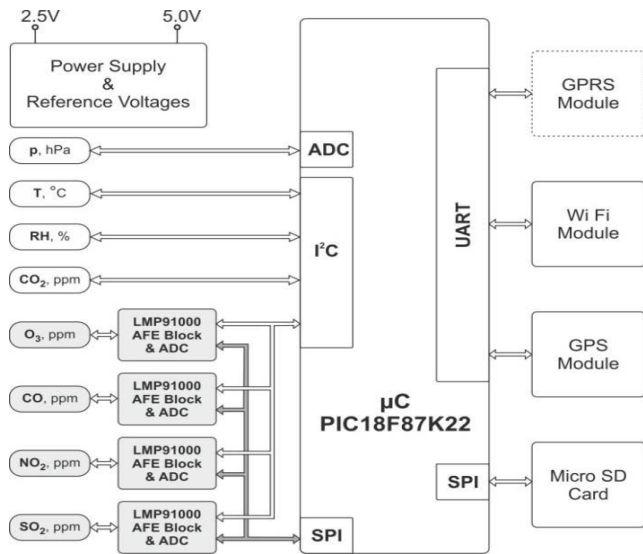 2.5V
5.0V
Power Supply
&
Reference Voltages
p, hPa
T, °C
RH, %
CO₂, ppm
O₃, ppm
CO, ppm
NO₂, ppm
SO₂, ppm
LMP91000
AFE Block
& ADC
LMP91000
AFE Block
& ADC
LMP91000
AFE Block
& ADC
LMP91000
AFE Block
& ADC
ADC
I²C
SPI
µC
PIC18F87K22
UART
SPI
GPRS
Module
Wi Fi
Module
GPS
Module
Micro SD
Card